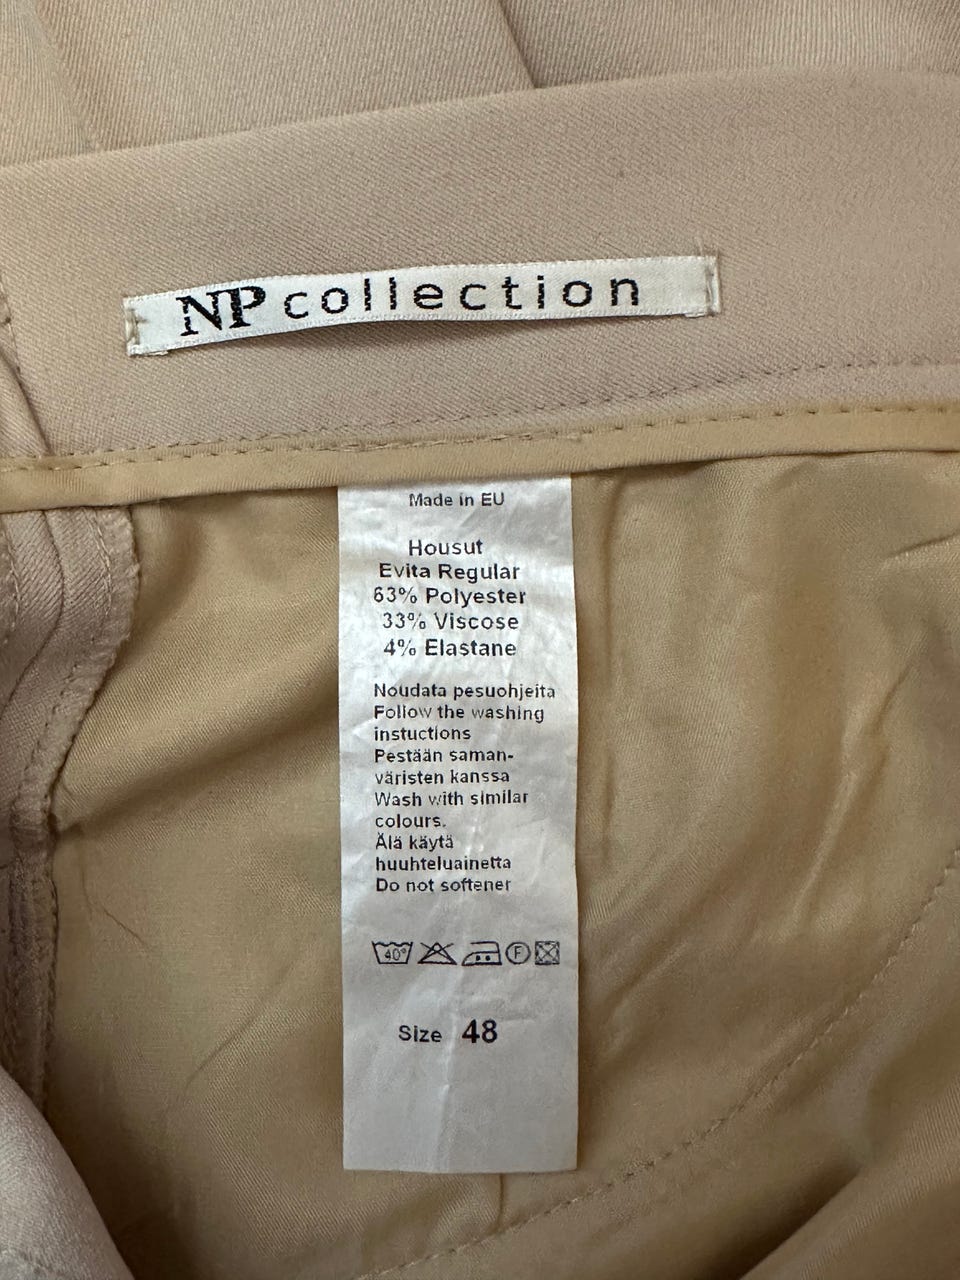 NP collection
Made in EU
Housut
Evita Regular
63% Polyester
33% Viscose
4% Elastane
Noudata pesuohjeita
Follow the washing
instuctions
Pestään saman-
väristen kanssa
Wash with similar
colours.
Älä käytä
huuhteluainetta
Do not softener
40° F
Size 48